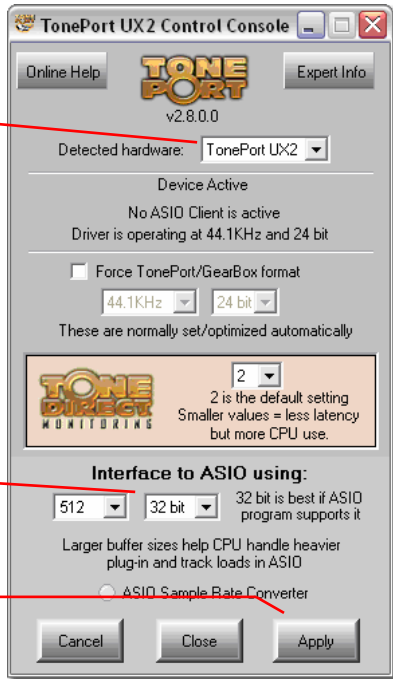 TonePort UX2 Control Console
Online Help
TONE
PORT
Expert Info
v2.8.0.0
Detected hardware: TonePort UX2
Device Active
No ASIO Client is active
Driver is operating at 44.1KHz and 24 bit
Force TonePort/GearBox format
44.1KHz 24 bit
These are normally set/optimized automatically
TONE
DIRECT
MONITORING
2
2 is the default setting
Smaller values = less latency
but more CPU use.
Interface to ASIO using:
512 32 bit
32 bit is best if ASIO
program supports it
Larger buffer sizes help CPU handle heavier
plug-in and track loads in ASIO
ASIO Sample Rate Converter
Cancel Close Apply